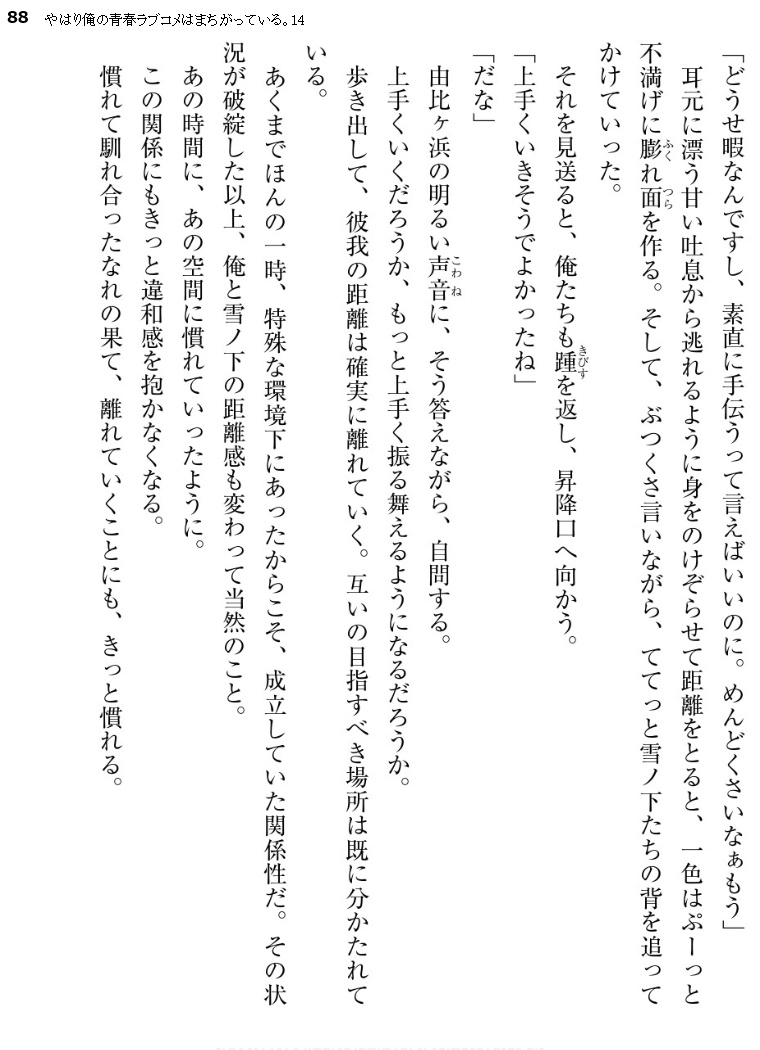 88 やはり俺の青春ラブコメはまちがっている。14
「どうせ暇なんですし、素直に手伝うって言えばいいのに。めんどくさいなぁもう」
耳元に漂う甘い吐息から逃れるように身をのけぞらせて距離をとると、一色はぷーっと
不満げに膨れ面を作る。そして、ぶつくさ言いながら、ててっと雪ノ下たちの背を追って
かけていった。
それを見送ると、俺たちも踵を返し、昇降口へ向かう。
「上手くいきそうでよかったね」
「だな」
由比ヶ浜の明るい声音に、そう答えながら、自問する。
上手くいくだろうか、もっと上手く振る舞えるようになるだろうか。
歩き出して、彼我の距離は確実に離れていく。互いの目指すべき場所は既に分かたれて
いる。
あくまでほんの一時、特殊な環境下にあったからこそ、成立していた関係性だ。その状
況が破綻した以上、俺と雪ノ下の距離感も変わって当然のこと。
あの時間に、あの空間に慣れていったように。
この関係にもきっと違和感を抱かなくなる。
慣れて馴れ合ったなれの果て、離れていくことにも、きっと慣れる。